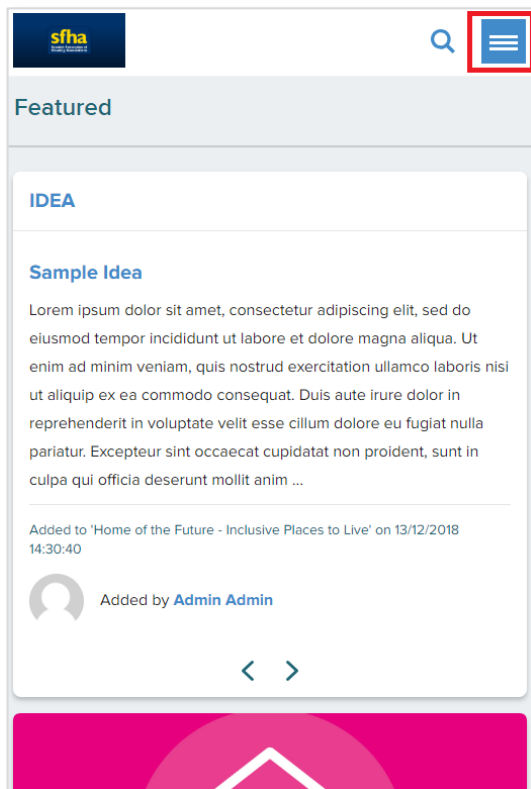 sfha
Featured
IDEA
Sample Idea
Lorem ipsum dolor sit amet, consectetur adipiscing elit, sed do
eiusmod tempor incididunt ut labore et dolore magna aliqua. Ut
enim ad minim veniam, quis nostrud exercitation ullamco laboris nisi
ut aliquip ex ea commodo consequat. Duis aute irure dolor in
reprehenderit in voluptate velit esse cillum dolore eu fugiat nulla
pariatur. Excepteur sint occaecat cupidatat non proident, sunt in
culpa qui officia deserunt mollit anim ...
Added to 'Home of the Future - Inclusive Places to Live' on 13/12/2018
14:30:40
Added by Admin Admin